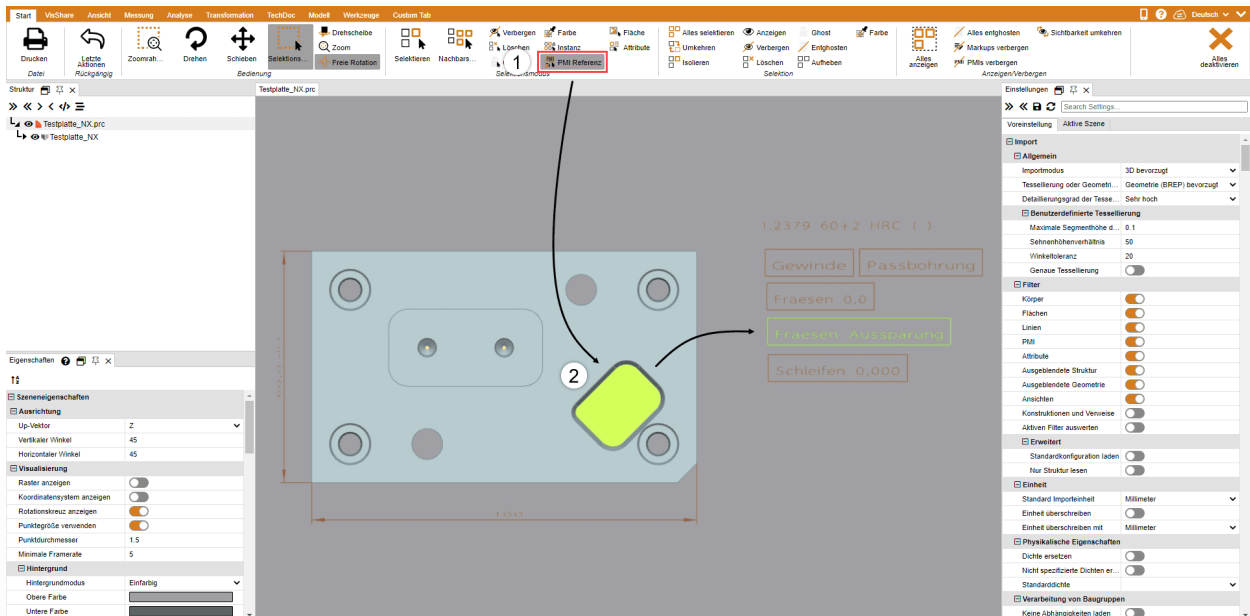 Start VisShare Ansicht Messung Analyse Transformation TechDoc Modell Werkzeuge Custom Tab Deutsch
Drucken
Letzte Aktionen
Zoomrah...
Drehen
Schieben
Selektions...
Drehscheibe
Zoom
Freie Rotation
Selektieren
Nachbars...
Verbergen
Löschen
Farbe
Instanz
PMI Referenz
Fläche
Attribute
Alles selektieren
Umkehren
Isolieren
Anzeigen
Verbergen
Löschen
Ghost
Entghosten
Aufheben
Farbe
Alles anzeigen
Alles entghosten
Markups verbergen
PMIs verbergen
Sichtbarkeit umkehren
Alles deaktivieren
Datei Rückgängig Bedienung Selektionsmodus Selektion Anzeigen/Verbergen
1
Struktur
Testplatte_NX.prc
Testplatte_NX
Testplatte_NX.prc
1.2379 60+2 HRC ( )
Gewinde Passbohrung
Fraesen 0,0
Fraesen Aussparung
Schleifen 0,000
2
100
Eigenschaften
Szeneneigenschaften
Ausrichtung
Up-Vektor Z
Vertikaler Winkel 45
Horizontaler Winkel 45
Visualisierung
Raster anzeigen
Koordinatensystem anzeigen
Rotationskreuz anzeigen
Punktegröße verwenden
Punktdurchmesser 1.5
Minimale Framerate 5
Hintergrund
Hintergrundmodus Einfarbig
Obere Farbe
Untere Farbe
Einstellungen
Search Settings...
Voreinstellung Aktive Szene
Import
Allgemein
Importmodus 3D bevorzugt
Tessellierung oder Geometri... Geometrie (BREP) bevorzugt
Detaillierungsgrad der Tesse... Sehr hoch
Benutzerdefinierte Tessellierung
Maximale Segmenthöhe d... 0.1
Sehnenhöhenverhältnis 50
Winkeltoleranz 20
Genaue Tessellierung
Filter
Körper
Flächen
Linien
PMI
Attribute
Ausgeblendete Struktur
Ausgeblendete Geometrie
Ansichten
Konstruktionen und Verweise
Aktiven Filter auswerten
Erweitert
Standardkonfiguration laden
Nur Struktur lesen
Einheit
Standard Importeinheit Millimeter
Einheit überschreiben
Einheit überschreiben mit Millimeter
Physikalische Eigenschaften
Dichte ersetzen
Nicht spezifizierte Dichten er...
Standarddichte
Verarbeitung von Baugruppen
Keine Abhängigkeiten laden